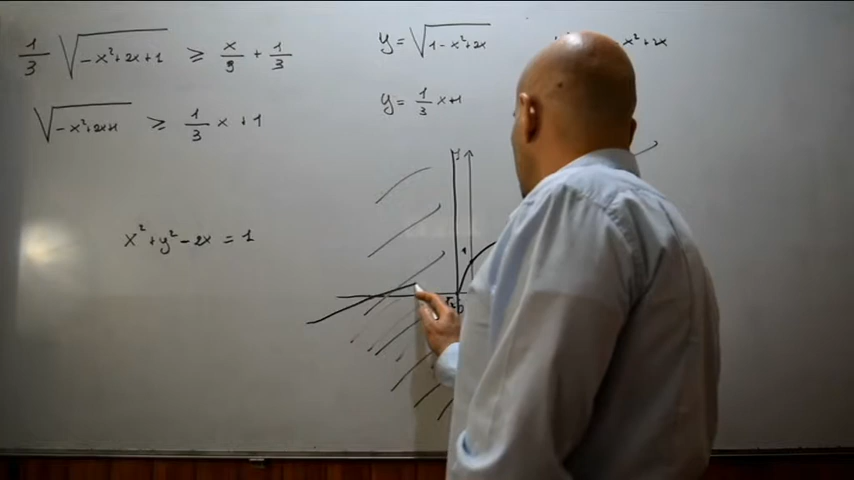 1/3 √(-x²+2x+1) ≥ x/9 + 1/3
√(-x²+2x+1) ≥ 1/3 x + 1
x² + y² - 2x = 1
y = √(1-x²+2x)
y = 1/3 x + 1
x² + 2x
y